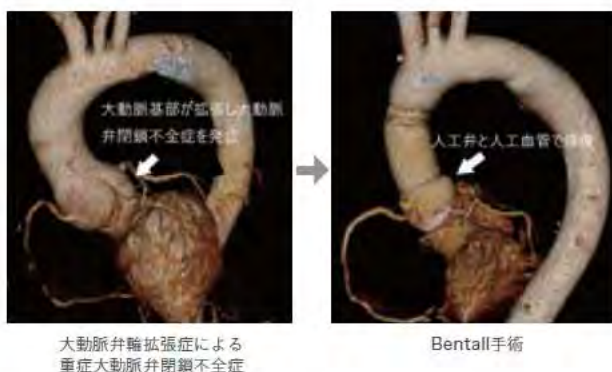 大動脈基部が拡張し大動脈
弁閉鎖不全症を発症
人工弁と人工血管で修復
大動脈弁輪拡張症による
重症大動脈弁閉鎖不全症
Bentall手術